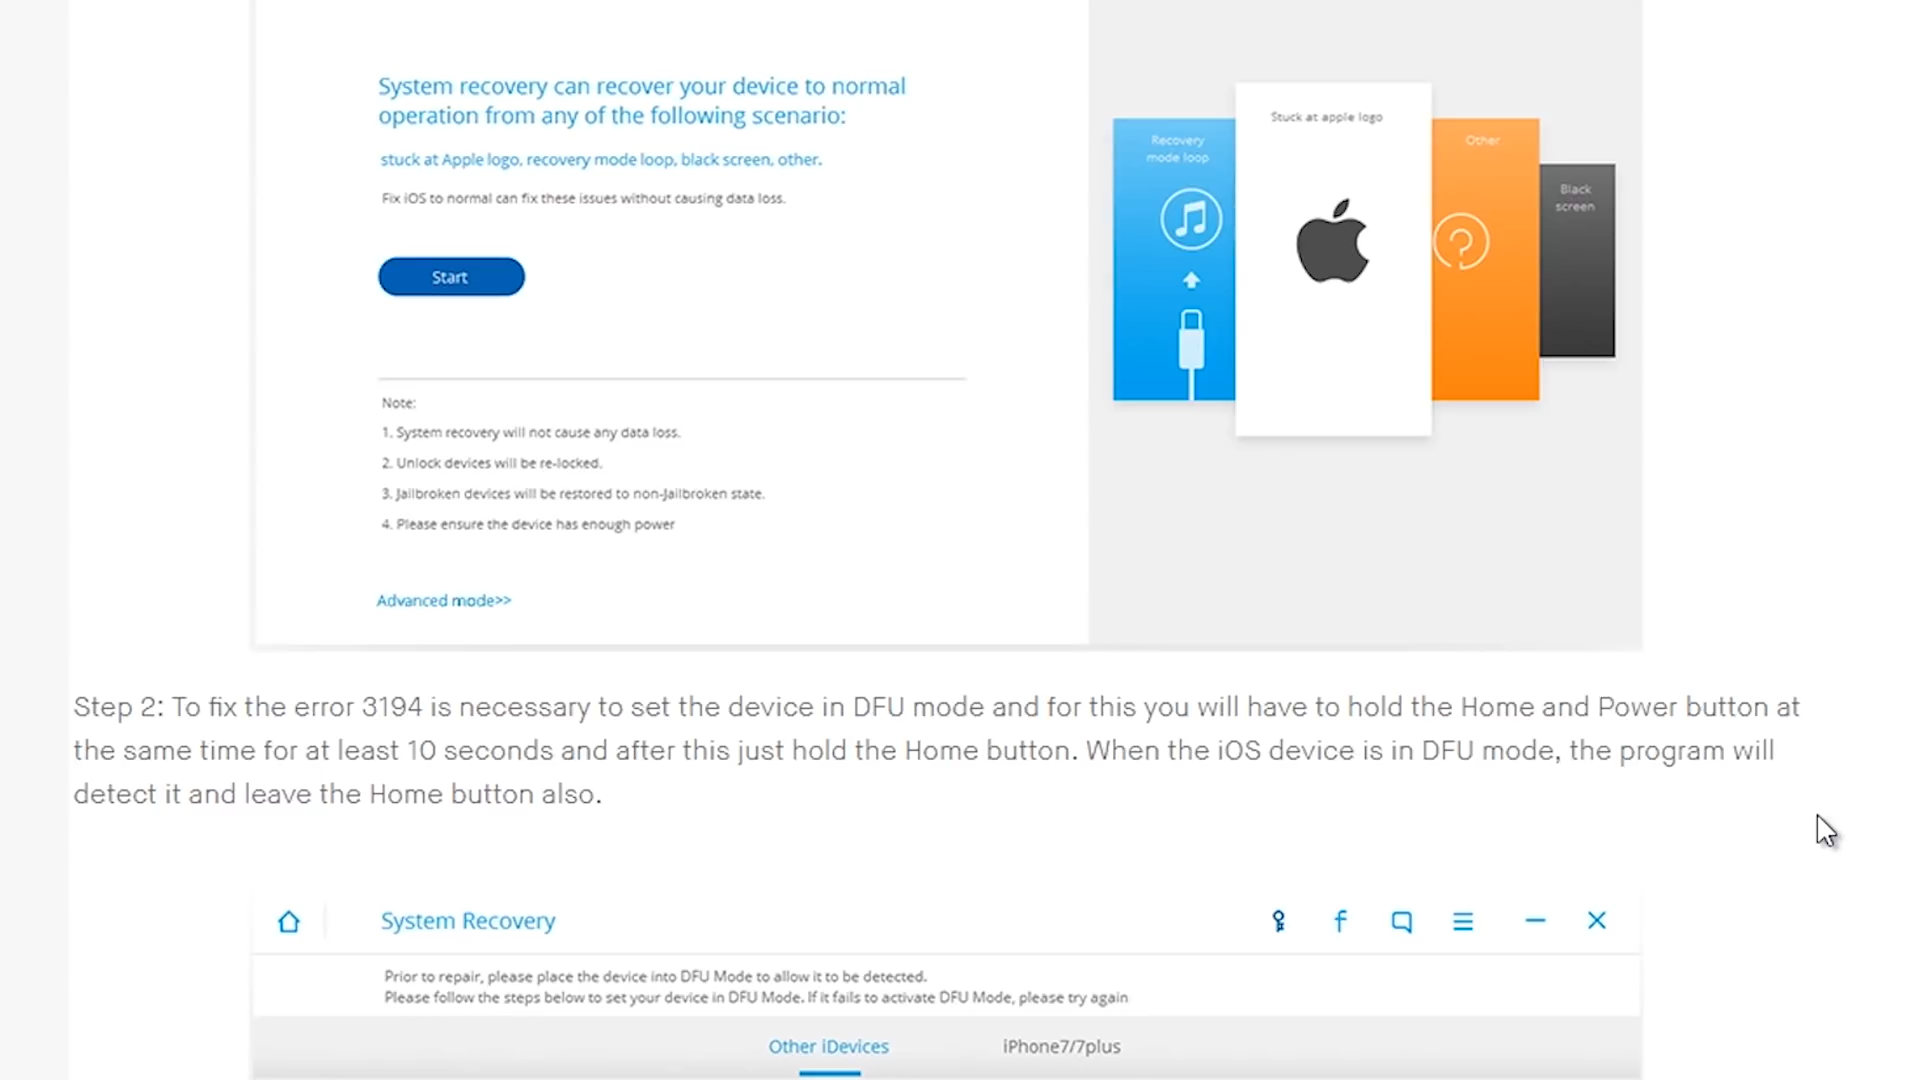 System recovery can recover your device to normal
operation from any of the following scenario:
stuck at Apple logo, recovery mode loop, black screen, other.
Fix iOS to normal can fix these issues without causing data loss.
Start
Note:
1. System recovery will not cause any data loss.
2. Unlock devices will be re-locked.
3. Jailbroken devices will be restored to non-Jailbroken state.
4. Please ensure the device has enough power
Advanced mode>>
Recovery
mode loop
Stuck at apple logo
Other
Black
screen
Step 2: To fix the error 3194 is necessary to set the device in DFU mode and for this you will have to hold the Home and Power button at
the same time for at least 10 seconds and after this just hold the Home button. When the iOS device is in DFU mode, the program will
detect it and leave the Home button also.
System Recovery
Prior to repair, please place the device into DFU Mode to allow it to be detected.
Please follow the steps below to set your device in DFU Mode. If it fails to activate DFU Mode, please try again
Other iDevices
iPhone7/7plus